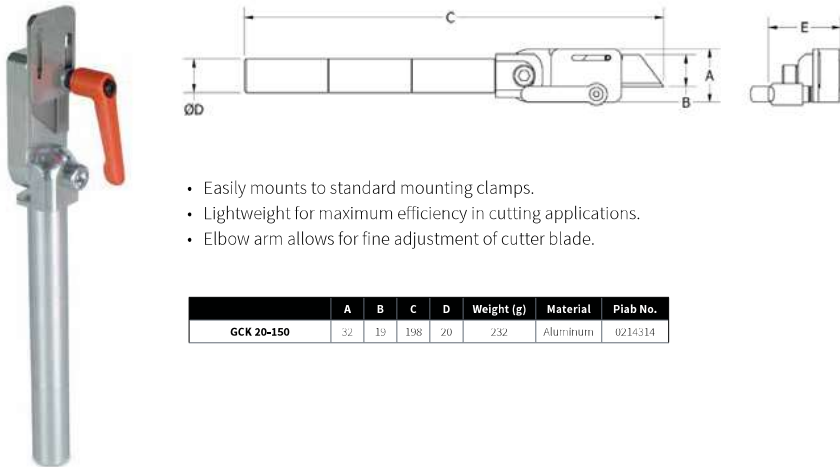 C
E
A
B
ØD
• Easily mounts to standard mounting clamps.
• Lightweight for maximum efficiency in cutting applications.
• Elbow arm allows for fine adjustment of cutter blade.
A B C D Weight (g) Material Piab No.
GCK 20-150 32 19 198 20 232 Aluminum 0214314